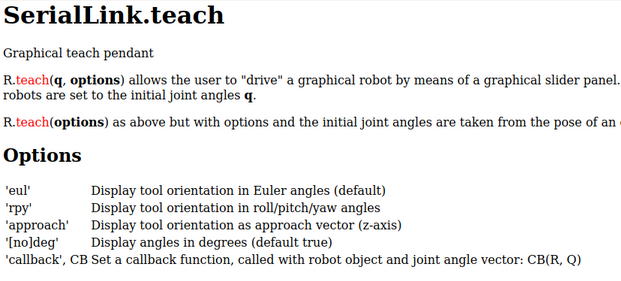 SerialLink.teach
Graphical teach pendant
R.teach(q, options) allows the user to "drive" a graphical robot by means of a graphical slider panel.
robots are set to the initial joint angles q.
R.teach(options) as above but with options and the initial joint angles are taken from the pose of an
Options
'eul' Display tool orientation in Euler angles (default)
'rpy' Display tool orientation in roll/pitch/yaw angles
'approach' Display tool orientation as approach vector (z-axis)
'[no]deg' Display angles in degrees (default true)
'callback', CB Set a callback function, called with robot object and joint angle vector: CB(R, Q)